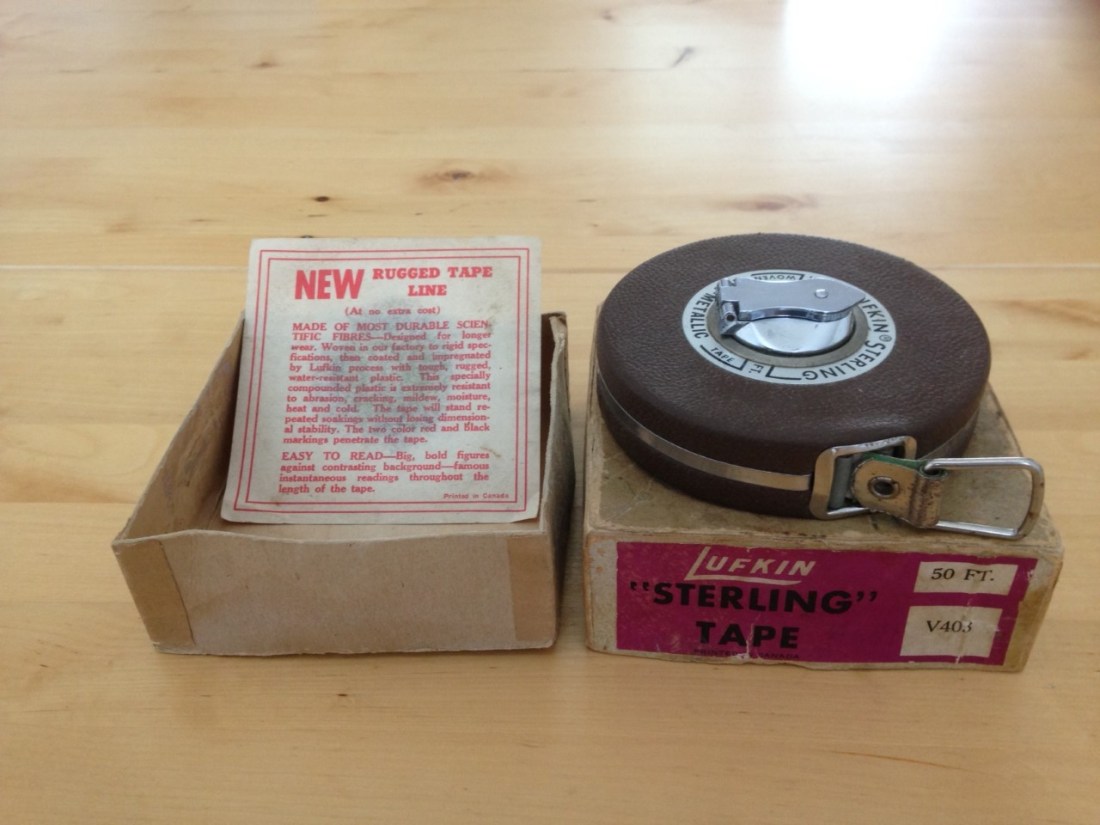 NEW RUGGED TAPE
LINE
(At no extra cost)
MADE OF MOST DURABLE SCIEN-
TIFIC FIBRES—Designed for longer
wear. Woven in our factory to rigid spec-
ifications, then coated and impregnated
by Lufkin process with tough, rugged,
water-resistant plastic. This specially
compounded plastic is extremely resistant
to abrasion, cracking, mildew, moisture,
heat and cold. The tape will stand re-
peated soakings without losing dimension-
al stability. The two color red and black
markings penetrate the tape.
EASY TO READ—Big, bold figures
against contrasting background—famous
instantaneous readings throughout the
length of the tape.
Printed in Canada
WOVEN
METALLIC
TAPE
FT.
UFKIN® STERLING
LUFKIN
"STERLING"
TAPE
PRINTED CANADA
50 FT.
V403